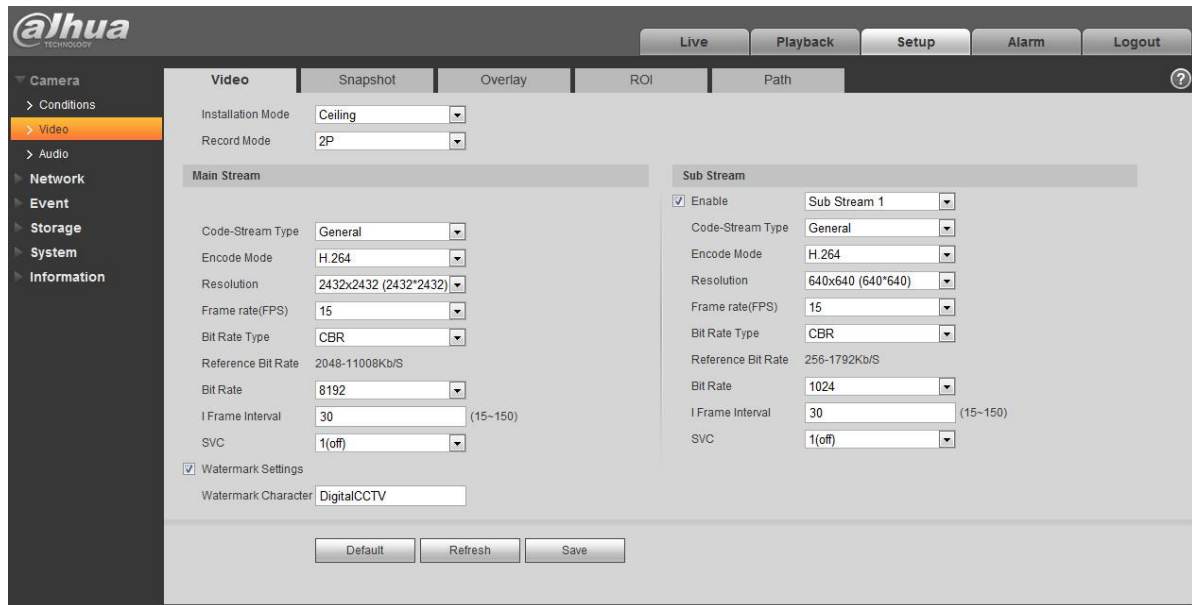 alhua
TECHNOLOGY
Live Playback Setup Alarm Logout
Camera
> Conditions
> Video
> Audio
Network
Event
Storage
System
Information
Video Snapshot Overlay ROI Path ?
Installation Mode Ceiling
Record Mode 2P
Main Stream
Code-Stream Type General
Encode Mode H.264
Resolution 2432x2432 (2432*2432)
Frame rate(FPS) 15
Bit Rate Type CBR
Reference Bit Rate 2048-11008Kb/S
Bit Rate 8192
I Frame Interval 30 (15~150)
SVC 1(off)
Watermark Settings
Watermark Character DigitalCCTV
Sub Stream
Enable Sub Stream 1
Code-Stream Type General
Encode Mode H.264
Resolution 640x640 (640*640)
Frame rate(FPS) 15
Bit Rate Type CBR
Reference Bit Rate 256-1792Kb/S
Bit Rate 1024
I Frame Interval 30 (15~150)
SVC 1(off)
Default Refresh Save